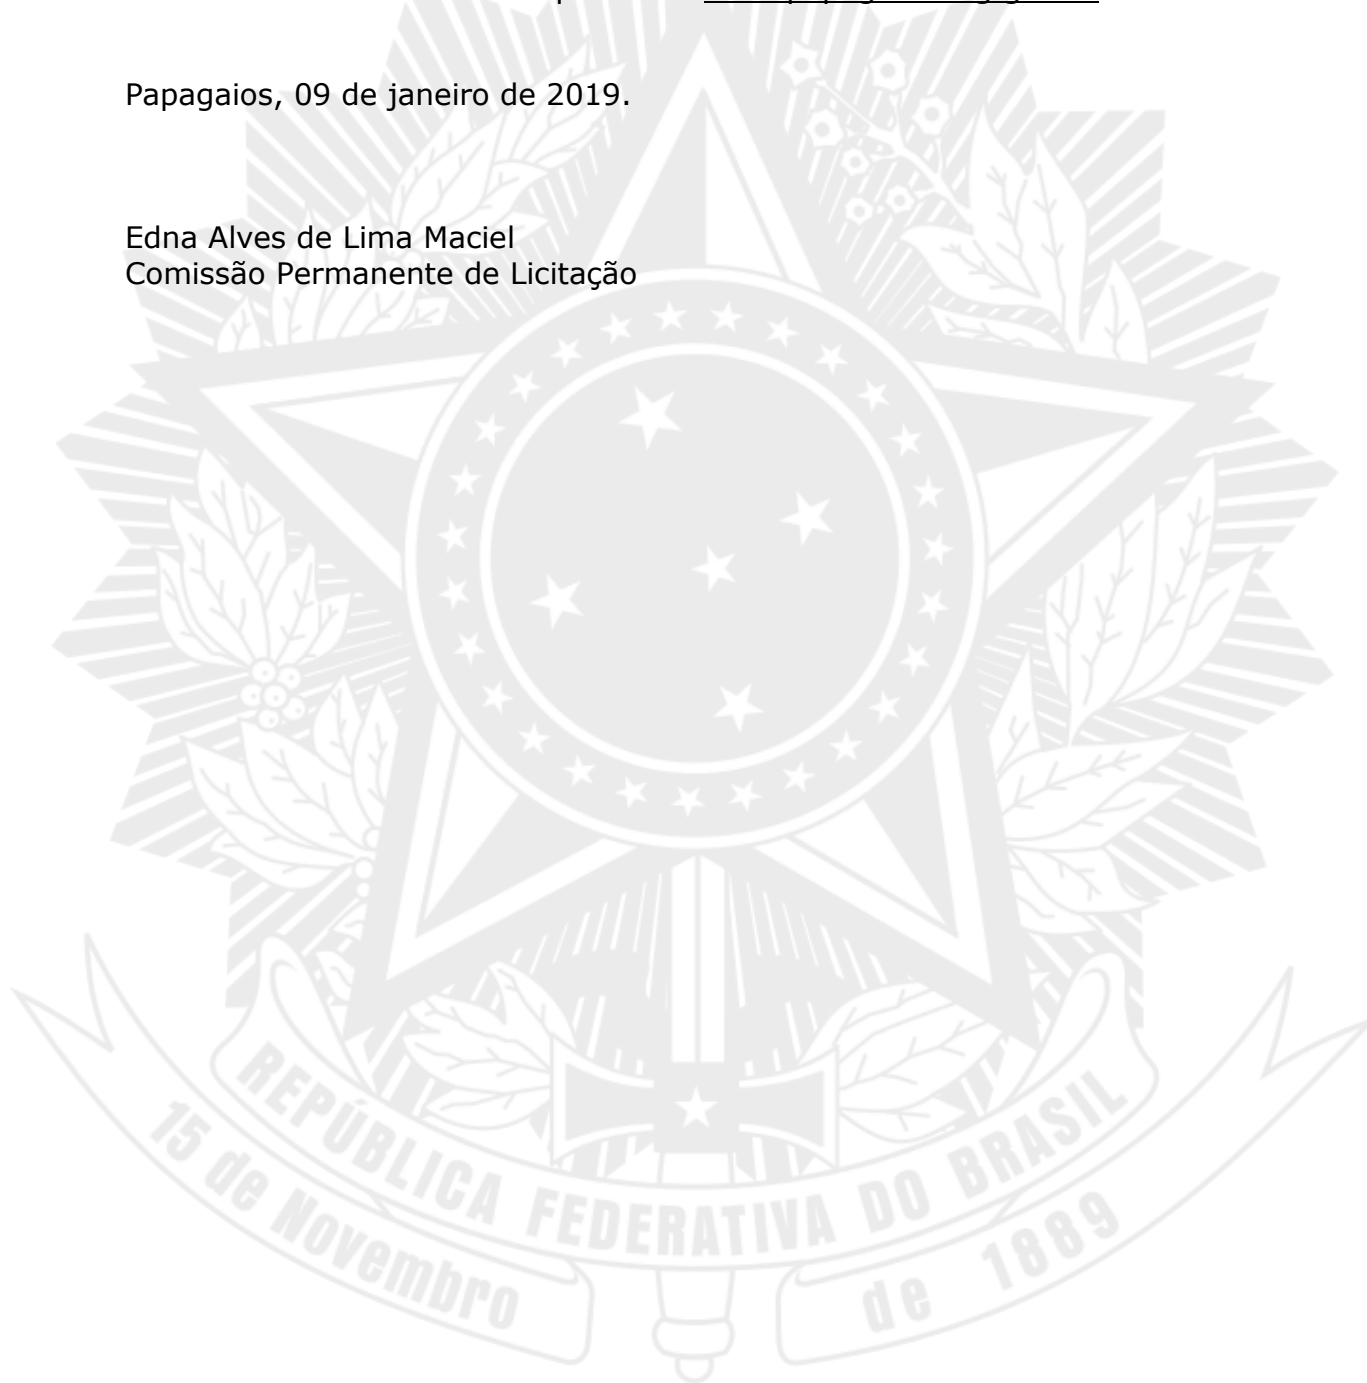 Papagaios, 09 de janeiro de 2019.
Edna Alves de Lima Maciel
Comissão Permanente de Licitação
REPÚBLICA FEDERATIVA DO BRASIL
15 de Novembro de 1889